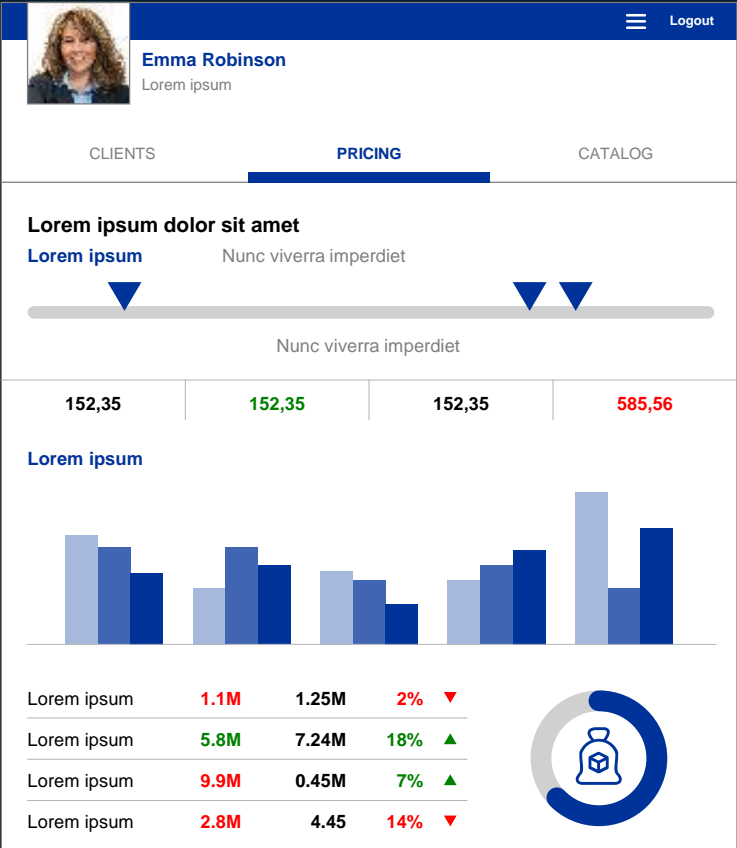 Logout
Emma Robinson
Lorem ipsum
CLIENTS PRICING CATALOG
Lorem ipsum dolor sit amet
Lorem ipsum Nunc viverra imperdiet
Nunc viverra imperdiet
152,35 152,35 152,35 585,56
Lorem ipsum
Lorem ipsum 1.1M 1.25M 2%
Lorem ipsum 5.8M 7.24M 18%
Lorem ipsum 9.9M 0.45M 7%
Lorem ipsum 2.8M 4.45 14%